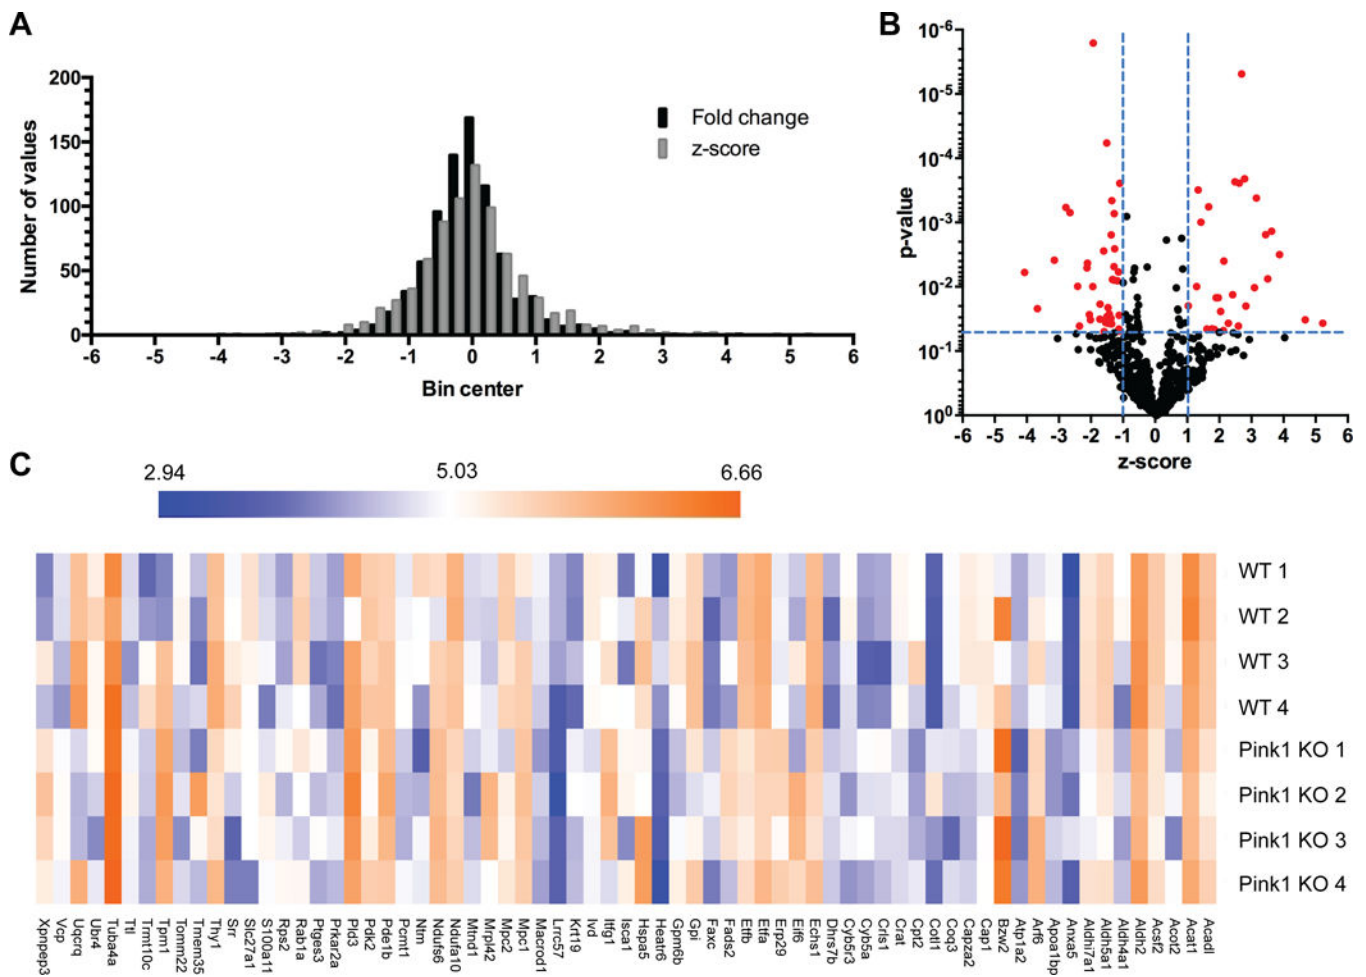 A
200
150
100
50
0
Number of values
Fold change
z-score
-6 -5 -4 -3 -2 -1 0 1 2 3 4 5 6
Bin center
B
10-6
10-5
10-4
10-3
10-2
10-1
100
p-value
-6 -5 -4 -3 -2 -1 0 1 2 3 4 5 6
z-score
C
2.94 5.03 6.66
WT 1
WT 2
WT 3
WT 4
Pink1 KO 1
Pink1 KO 2
Pink1 KO 3
Pink1 KO 4
Xpnpep3
Vcp
Uqcrq
Ubr4
Tuba4a
Ttl
Trmt10c
Tpm1
Tomm22
Tmem35
Thy1
Srr
Slc27a1
S100a11
Rps2
Rab1a
Ptges3
Prkar2a
Pld3
Pdk2
Pde1b
Pcmt1
Ntm
Ndufs6
Ndufa10
Mtnd1
Mrpl42
Mpc2
Mpc1
Macrod1
Lrrc57
Krt19
Ivd
Itfg1
Isca1
Hspa5
Heatr6
Gpm6b
Gpi
Faxc
Fads2
Etfb
Etfa
Erp29
Eif6
Echs1
Dhrs7b
Cyb5r3
Cyb5a
Crls1
Crat
Cpt2
Cotl1
Coq3
Capza2
Cap1
Bzw2
Atp1a2
Arf6
Apoa1bp
Anxa5
Aldhi7a1
Aldh5a1
Aldh4a1
Aldh2
Acsf2
Acot2
Acat1
Acadl